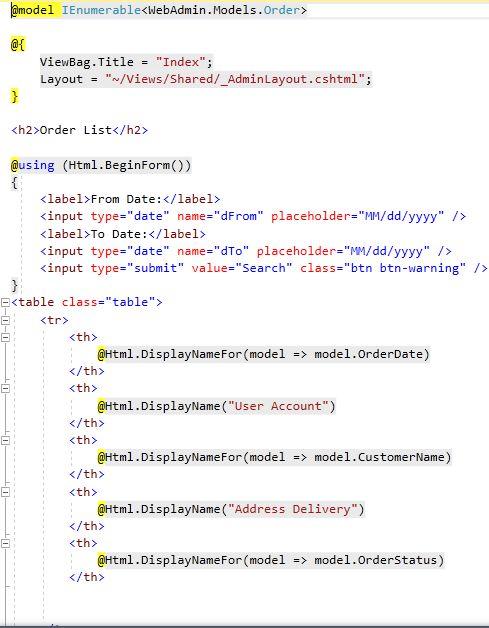 @model IEnumerable<WebAdmin.Models.Order>
@{
ViewBag.Title = "Index";
Layout = "~/Views/Shared/_AdminLayout.cshtml";
}
<h2>Order List</h2>
@using (Html.BeginForm())
{
<label>From Date:</label>
<input type="date" name="dFrom" placeholder="MM/dd/yyyy" />
<label>To Date:</label>
<input type="date" name="dTo" placeholder="MM/dd/yyyy" />
<input type="submit" value="Search" class="btn btn-warning" />
}
<table class="table">
<tr>
<th>
@Html.DisplayNameFor(model => model.OrderDate)
</th>
<th>
@Html.DisplayName("User Account")
</th>
<th>
@Html.DisplayNameFor(model => model.CustomerName)
</th>
<th>
@Html.DisplayName("Address Delivery")
</th>
<th>
@Html.DisplayNameFor(model => model.OrderStatus)
</th>